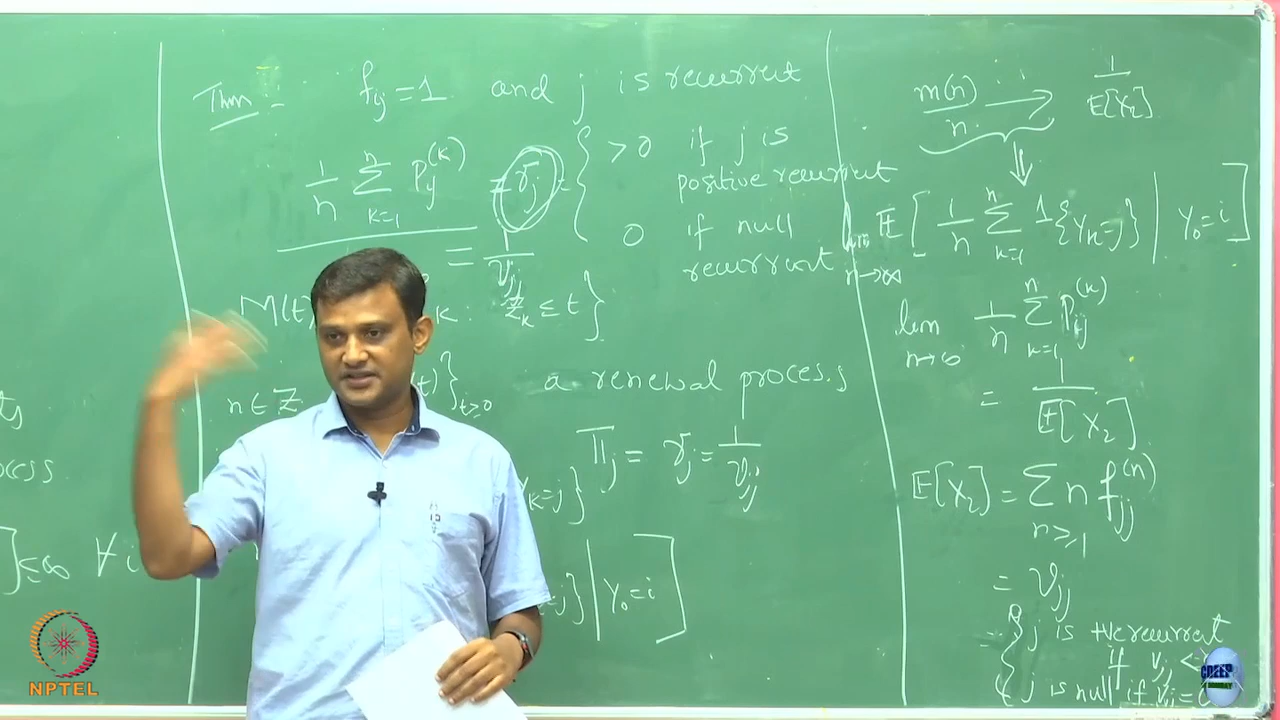 Thm :- f_ij = 1 and j is recurrent
1/n Σ_{k=1}^{n} P_ij^(k) = γ_j = { > 0 if j is positive recurrent
0 if null recurrent
= 1/ν_jj
M(t) k : Z_k ≤ t }
n ∈ Z (t)}_{t≥0} a renewal process
Π_j = γ_j = 1/ν_jj
k=j}
=j} | Y_0 = i ]
ts
ocess
] ≤ ∞ ∀ i
m(n)/n → 1/E[X_2]
⇓
lim_{n→∞} E[ 1/n Σ_{k=1}^{n} 1{Y_k=j} | Y_0 = i ]
lim_{n→∞} 1/n Σ_{k=1}^{n} P_ij^(k)
= 1/E[X_2]
E[X_2] = Σ_{n≥1} n f_jj^(n)
= ν_jj
{ j is +ve recurrent
if ν_jj <
j is null if ν_jj =
NPTEL
CDEEP